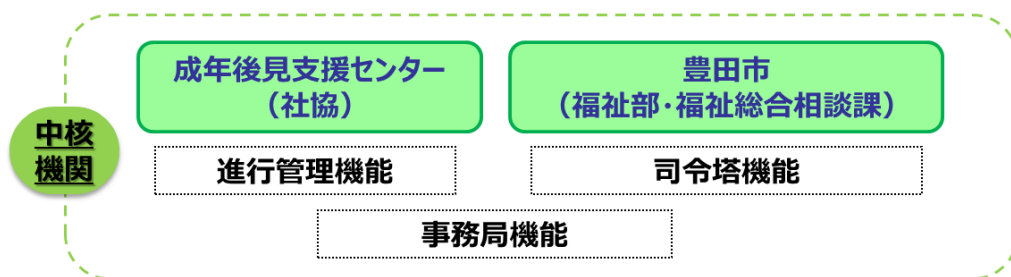 成年後見支援センター
（社協）
豊田市
（福祉部・福祉総合相談課）
中核
機関
進行管理機能
司令塔機能
事務局機能